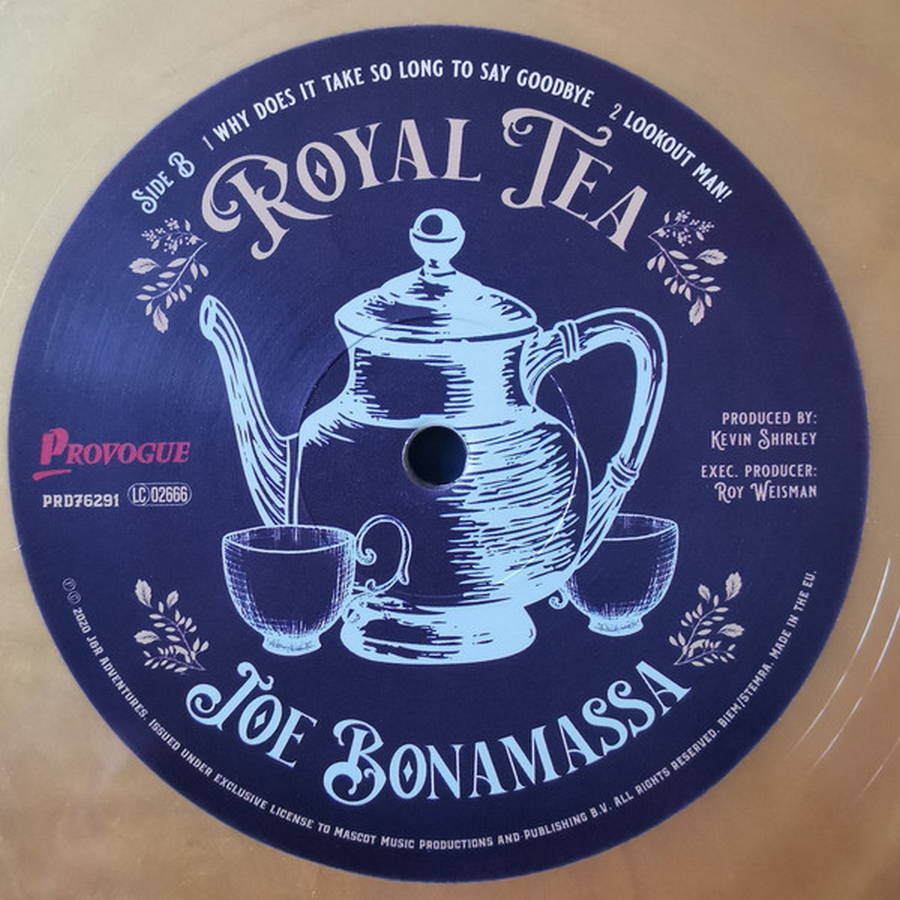 Side B 1 Why Does It Take So Long To Say Goodbye 2 Lookout Man!
Royal Tea
Provogue
PRD76291 LC 02666
Produced by:
Kevin Shirley
Exec. Producer:
Roy Weisman
Joe Bonamassa
℗ © 2020 J&R Adventures. Issued under exclusive license to Mascot Music Productions and Publishing B.V. All rights reserved. BIEM/STEMRA. Made in the EU.